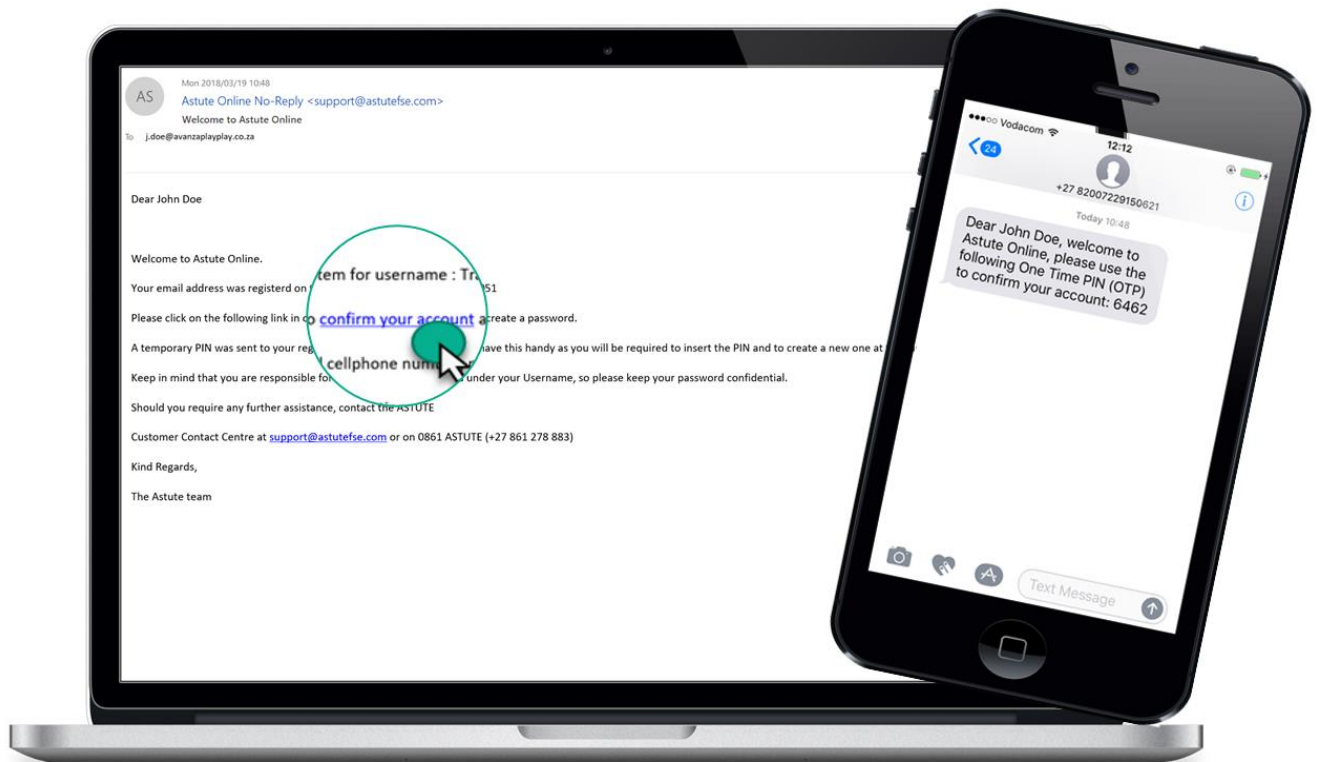 AS
Mon 2018/03/19 10:48
Astute Online No-Reply <support@astutefse.com>
Welcome to Astute Online
To j.doe@avanzaplayplay.co.za
Dear John Doe
Welcome to Astute Online.
Your email address was registerd on tem for username : 51
Please click on the following link in o confirm your account a create a password.
A temporary PIN was sent to your reg have this handy as you will be required to insert the PIN and to create a new one at
cellphone num
Keep in mind that you are responsible for under your Username, so please keep your password confidential.
Should you require any further assistance, contact the ASTUTE
Customer Contact Centre at support@astutefse.com or on 0861 ASTUTE (+27 861 278 883)
Kind Regards,
The Astute team
Vodacom
12:12
24
+27 82007229150621
Today 10:48
Dear John Doe, welcome to
Astute Online, please use the
following One Time PIN (OTP)
to confirm your account: 6462
Text Message